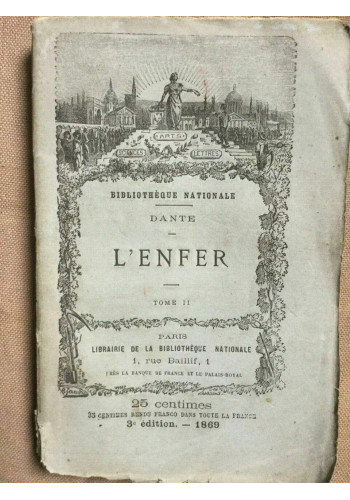 ARTS
SCIENCES
LETTRES
BIBLIOTHÈQUE NATIONALE
DANTE
L'ENFER
TOME II
PARIS
LIBRAIRIE DE LA BIBLIOTHÈQUE NATIONALE
1, rue Baillif, 1
PRÈS LA BANQUE DE FRANCE ET LE PALAIS-ROYAL
25 centimes
35 CENTIMES RENDU FRANCO DANS TOUTE LA FRANCE
3e édition. — 1869